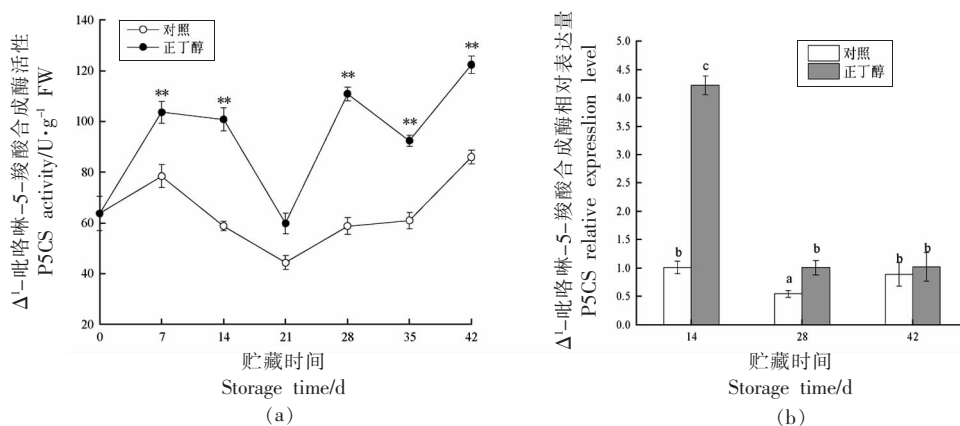 Δ¹-吡咯啉-5-羧酸合成酶活性
P5CS activity/U·g⁻¹ FW
140
120
100
80
60
40
20
对照
正丁醇
**
**
**
**
**
0
7
14
21
28
35
42
贮藏时间
Storage time/d
(a)
Δ¹-吡咯啉-5-羧酸合成酶相对表达量
P5CS relative expresslion level
5.0
4.5
4.0
3.5
3.0
2.5
2.0
1.5
1.0
0.5
0.0
对照
正丁醇
b
c
a
b
b
b
14
28
42
贮藏时间
Storage time/d
(b)